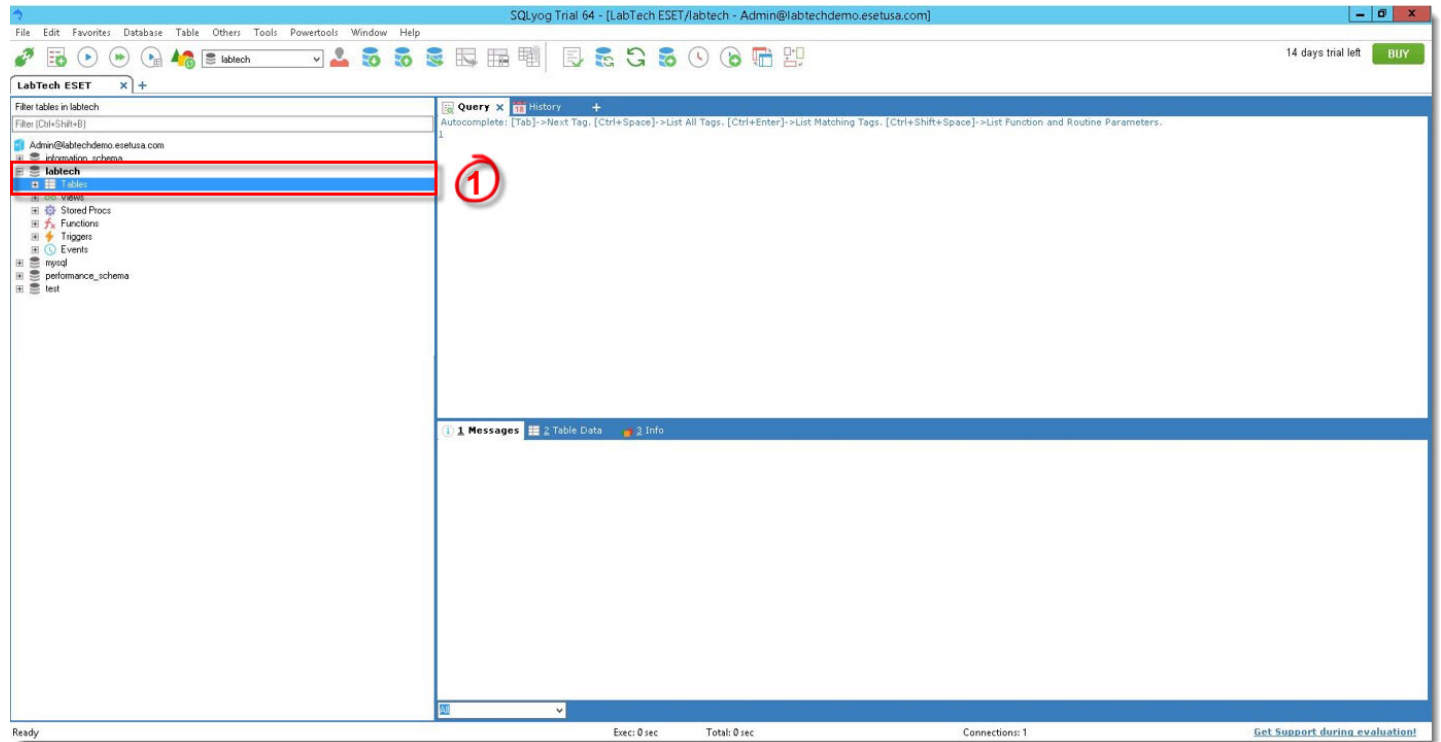 SQLyog Trial 64 - [LabTech ESET/labtech - Admin@labtechdemo.esetusa.com]
File Edit Favorites Database Table Others Tools Powertools Window Help
labtech
14 days trial left BUY
LabTech ESET x +
Filter tables in labtech
Filter (Ctrl+Shift+B)
Admin@labtechdemo.esetusa.com
information_schema
labtech
Tables
Views
Stored Procs
Functions
Triggers
Events
mysql
performance_schema
test
1
Query x 18 History +
Autocomplete: [Tab]->Next Tag. [Ctrl+Space]->List All Tags. [Ctrl+Enter]->List Matching Tags. [Ctrl+Shift+Space]->List Function and Routine Parameters.
1
1 Messages 2 Table Data 3 Info
All
Ready Exec: 0 sec Total: 0 sec Connections: 1 Get Support during evaluation!